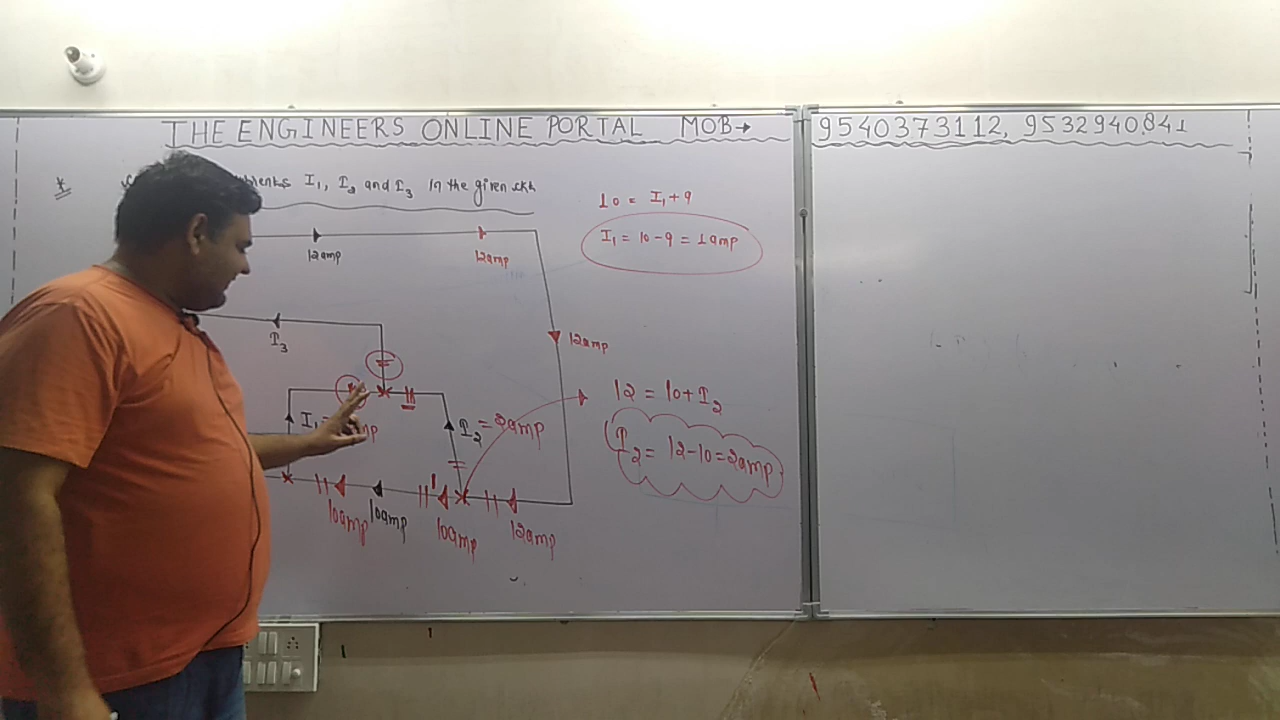 THE ENGINEERS ONLINE PORTAL MOB→ 9540373112, 9532940841
I₁, I₂ and I₃ in the given ckt
10 = I₁+9
I₁ = 10-9 = 1amp
12amp
12amp
12amp
I₃
12 = 10+I₂
I₁=
I₂=2amp
I₂ = 12-10=2amp
10amp
10amp
10amp
12amp